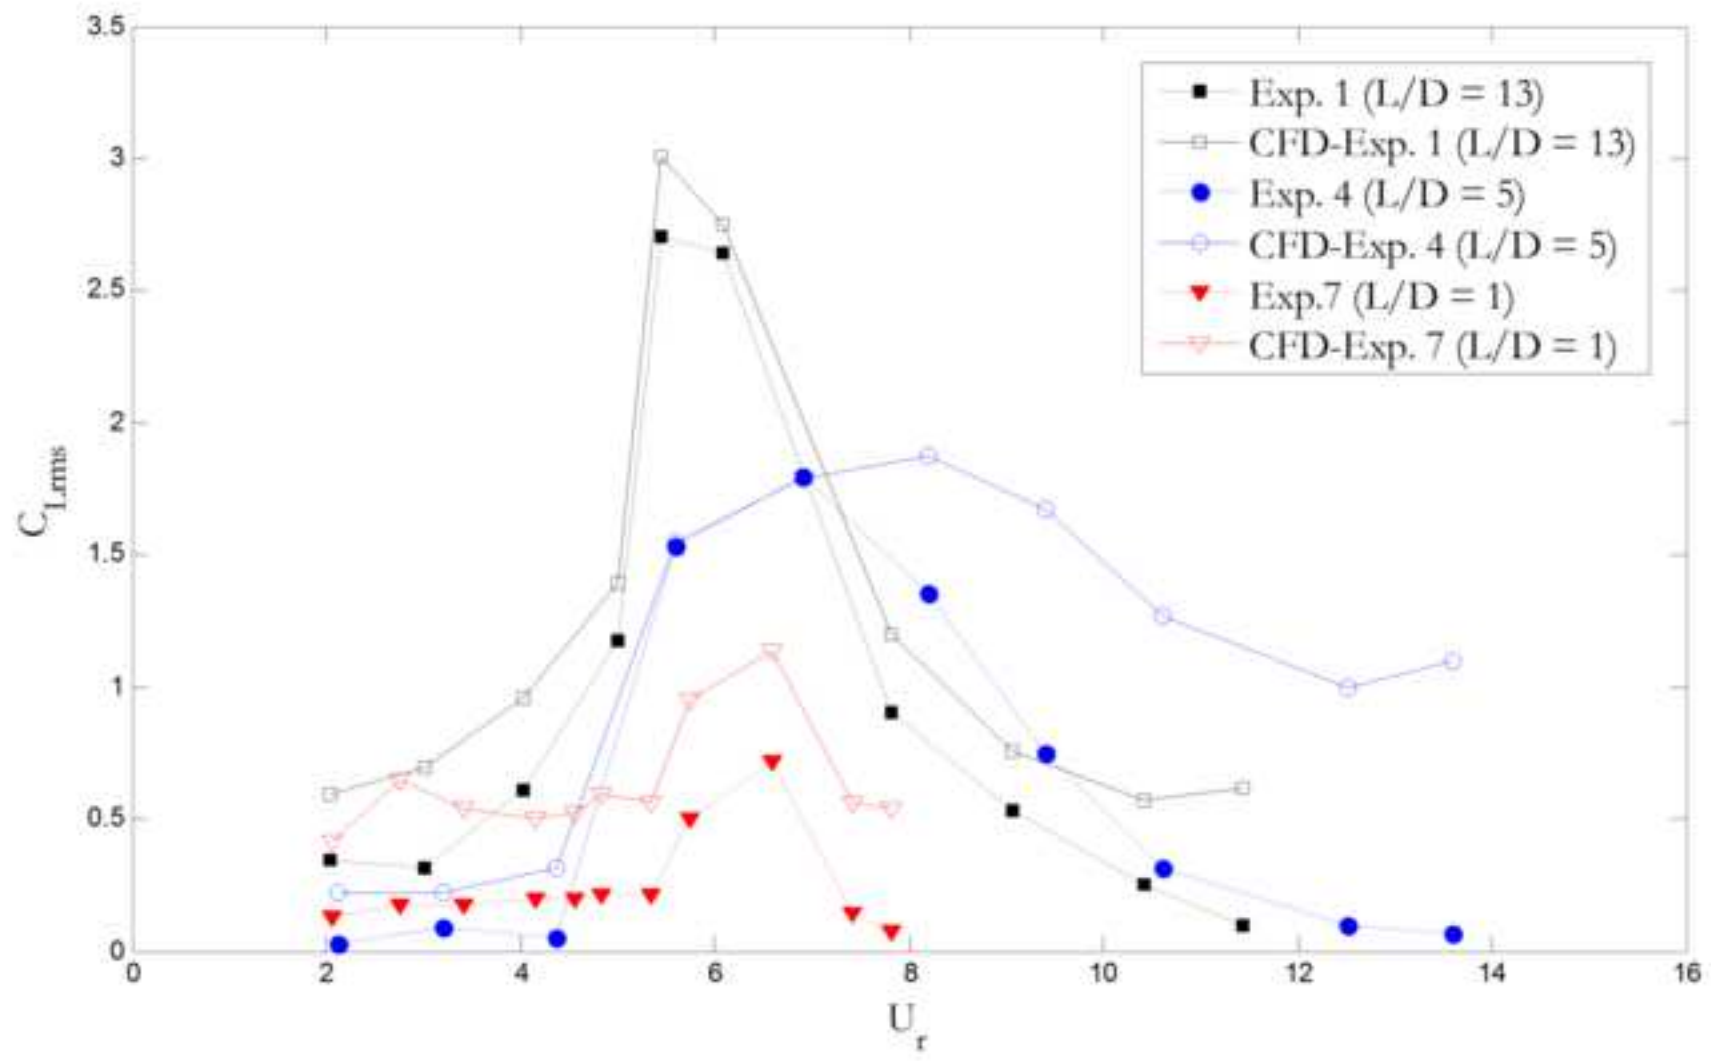 3.5
3
2.5
2
1.5
1
0.5
0
C_Lrms
0 2 4 6 8 10 12 14 16
U_r
Exp. 1 (L/D = 13)
CFD-Exp. 1 (L/D = 13)
Exp. 4 (L/D = 5)
CFD-Exp. 4 (L/D = 5)
Exp.7 (L/D = 1)
CFD-Exp. 7 (L/D = 1)